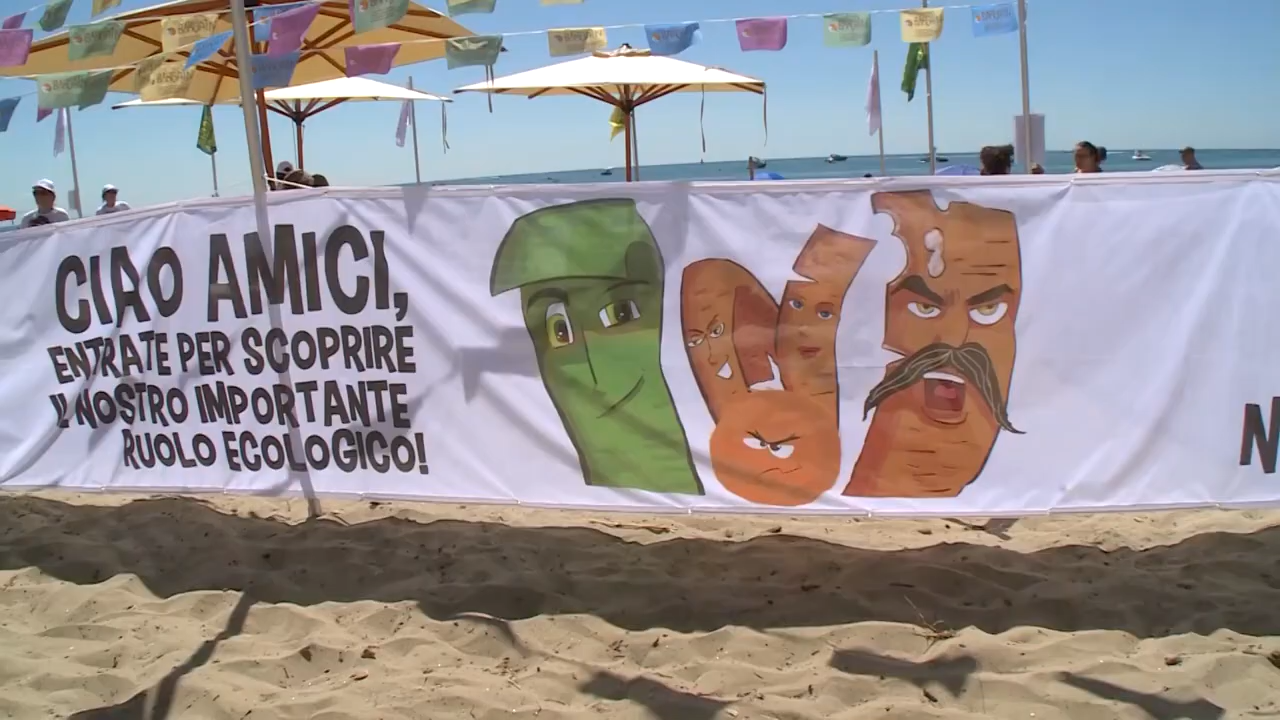 CIAO AMICI,
ENTRATE PER SCOPRIRE
IL NOSTRO IMPORTANTE
RUOLO ECOLOGICO!
N